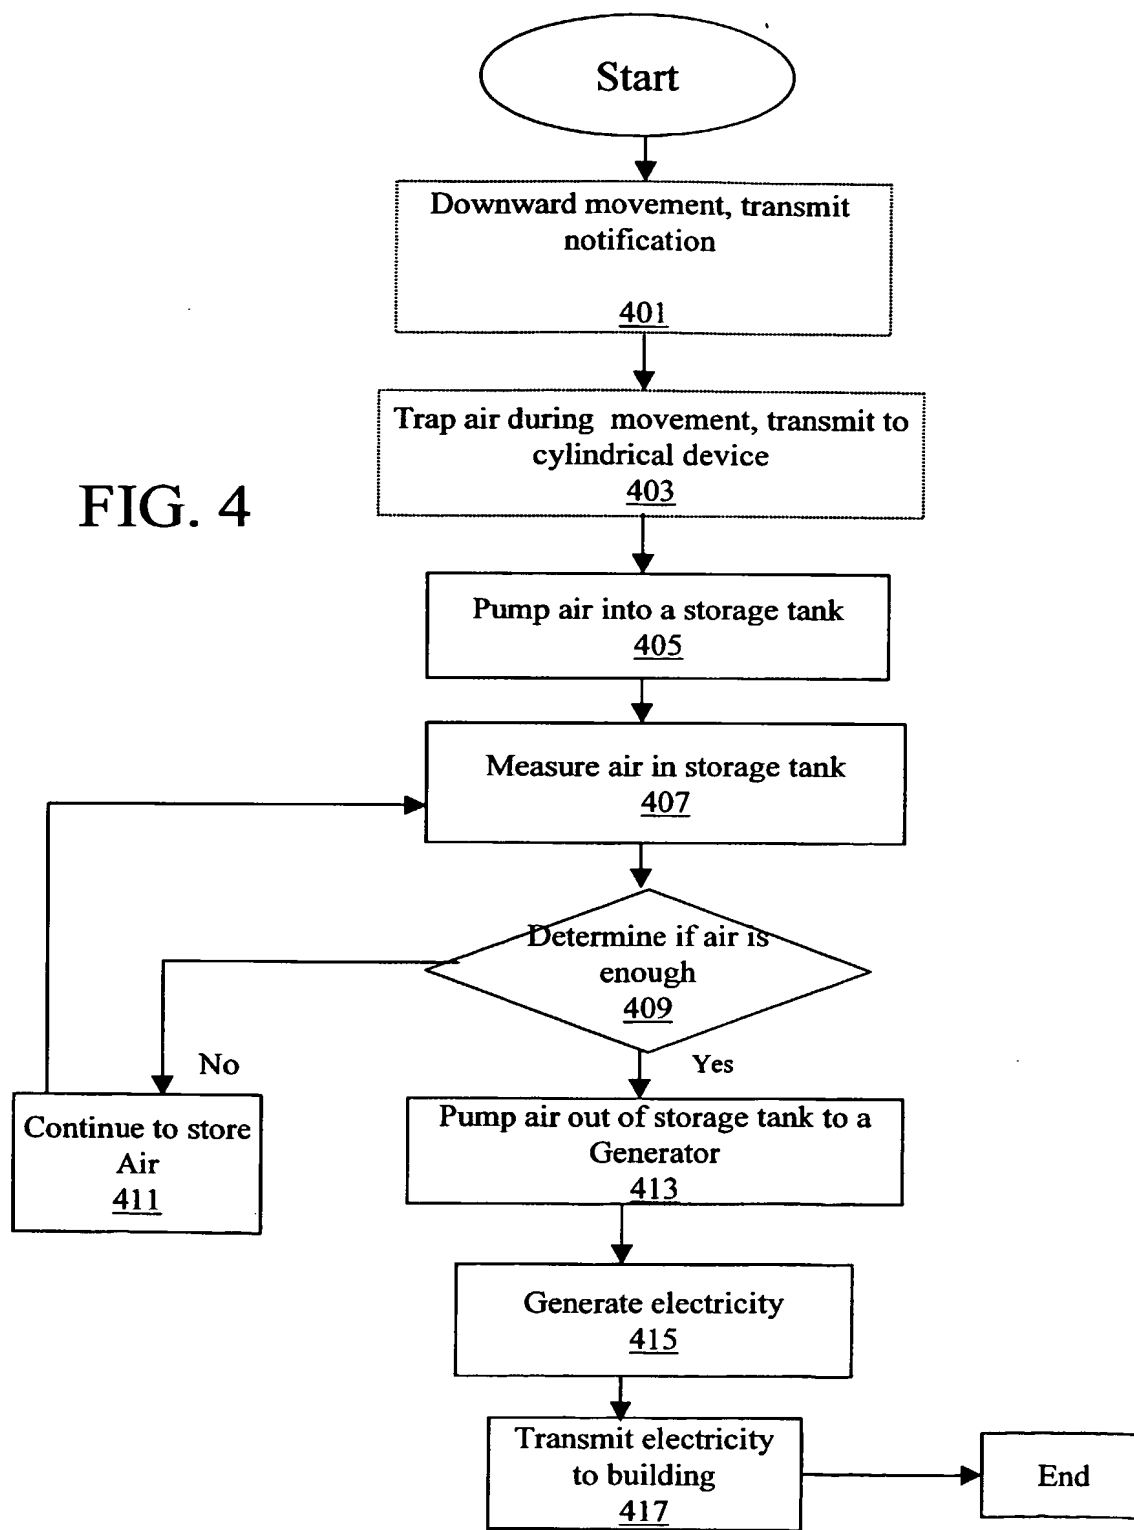 Start
Downward movement, transmit
notification
401
Trap air during movement, transmit to
cylindrical device
403
FIG. 4
Pump air into a storage tank
405
Measure air in storage tank
407
Determine if air is
enough
409
No
Yes
Continue to store
Air
411
Pump air out of storage tank to a
Generator
413
Generate electricity
415
Transmit electricity
to building
417
End